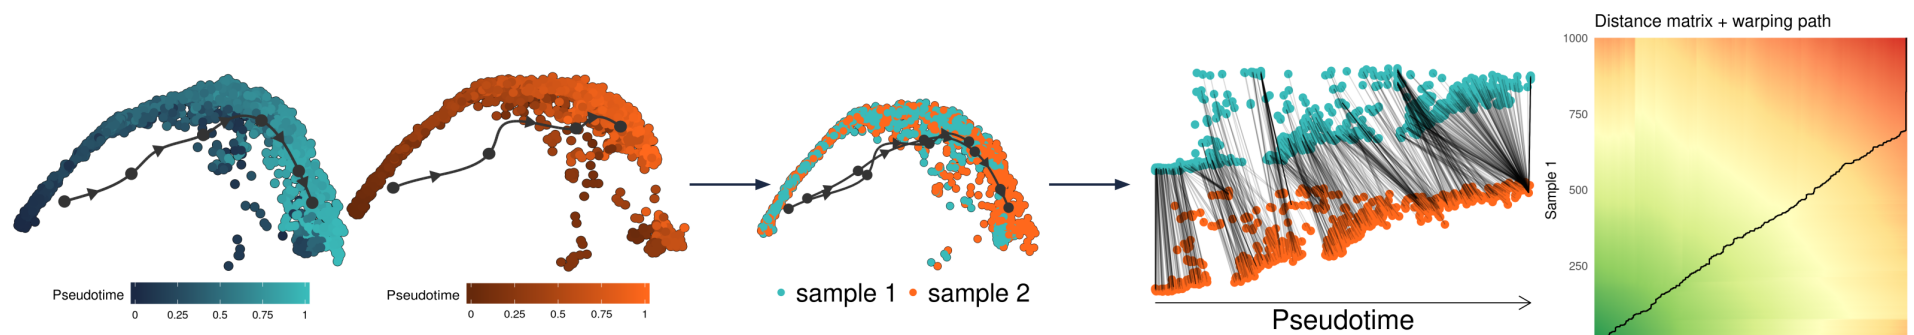 Distance matrix + warping path
1000
750
500
250
Sample 1
Pseudotime
0 0.25 0.5 0.75 1
Pseudotime
0 0.25 0.5 0.75 1
sample 1 sample 2
Pseudotime